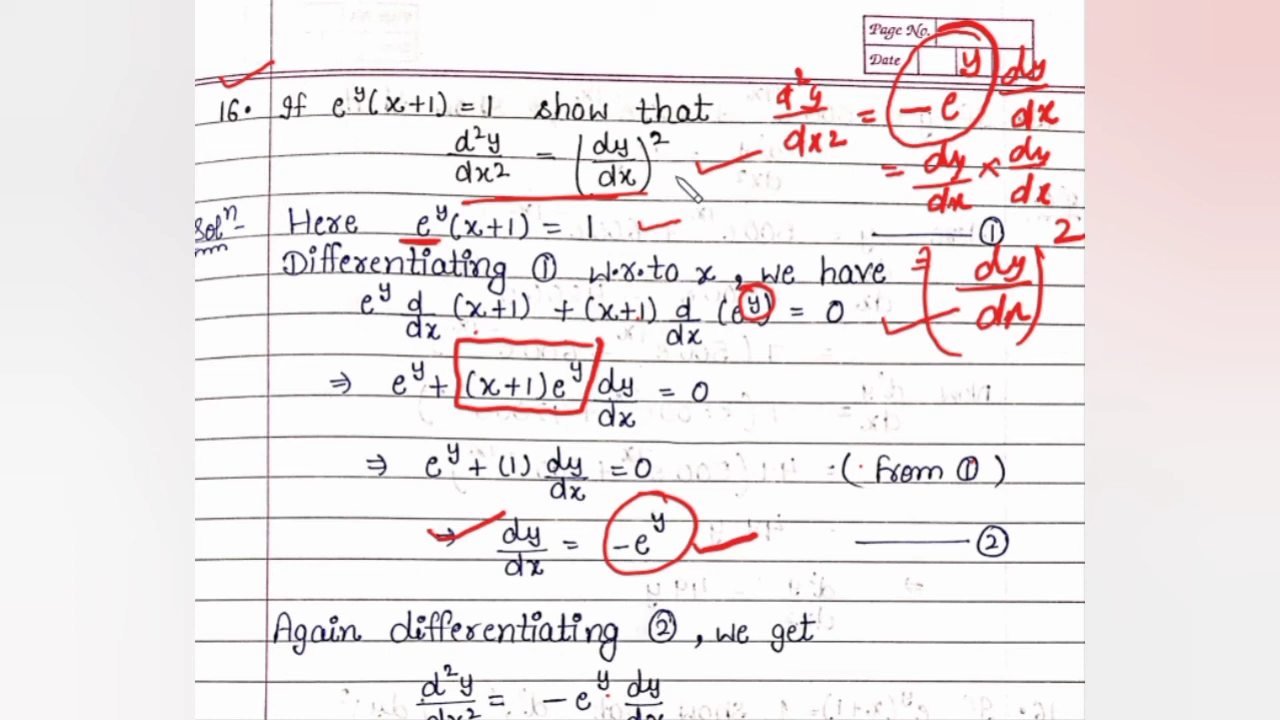 Page No.
Date
16. If e^y(x+1) = 1 show that
d²y/dx2 = (dy/dx)²
d²y/dx2 = -e^y dy/dx
= dy/dx × dy/dx
= (dy/dx)2
Solⁿ- Here e^y(x+1) = 1 ——— ①
Differentiating ① w.r.to x, we have
e^y d/dx (x+1) + (x+1) d/dx (e^y) = 0
⇒ e^y + (x+1)e^y dy/dx = 0
⇒ e^y + (1) dy/dx = 0 (from ①)
⇒ dy/dx = -e^y ——— ②
Again differentiating ②, we get
d²y/dx2 = -e^y dy/dx